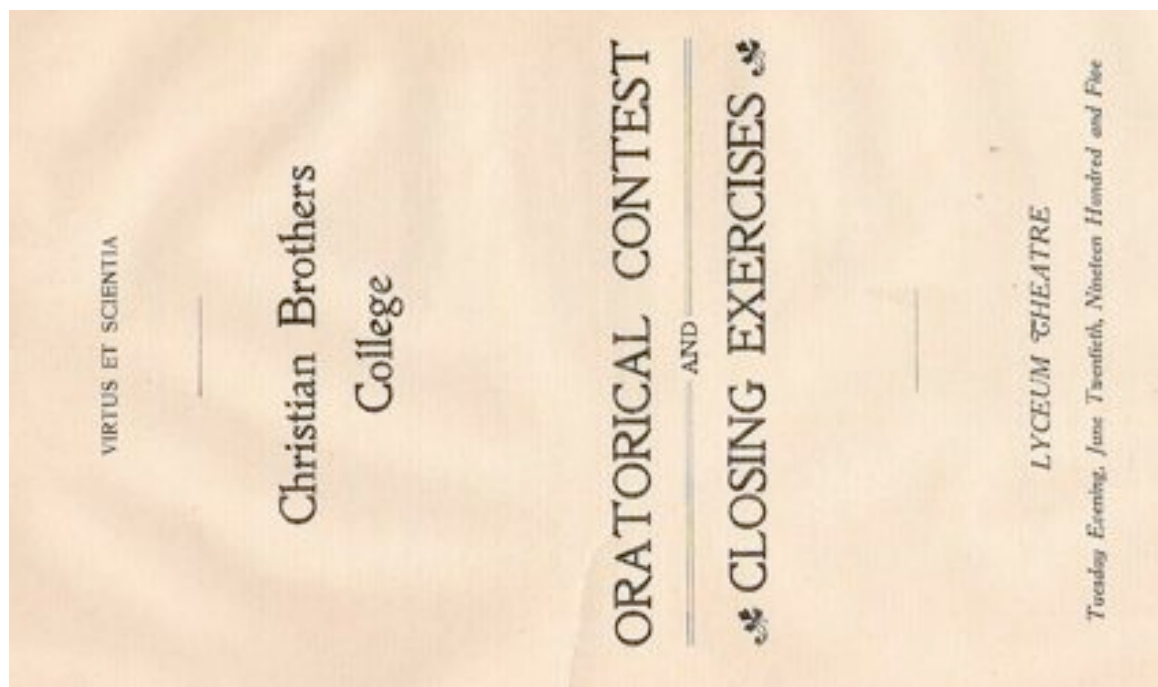 VIRTUS ET SCIENTIA
Christian Brothers
College
ORATORICAL CONTEST
AND
CLOSING EXERCISES
LYCEUM THEATRE
Tuesday Evening, June Twentieth, Nineteen Hundred and Five